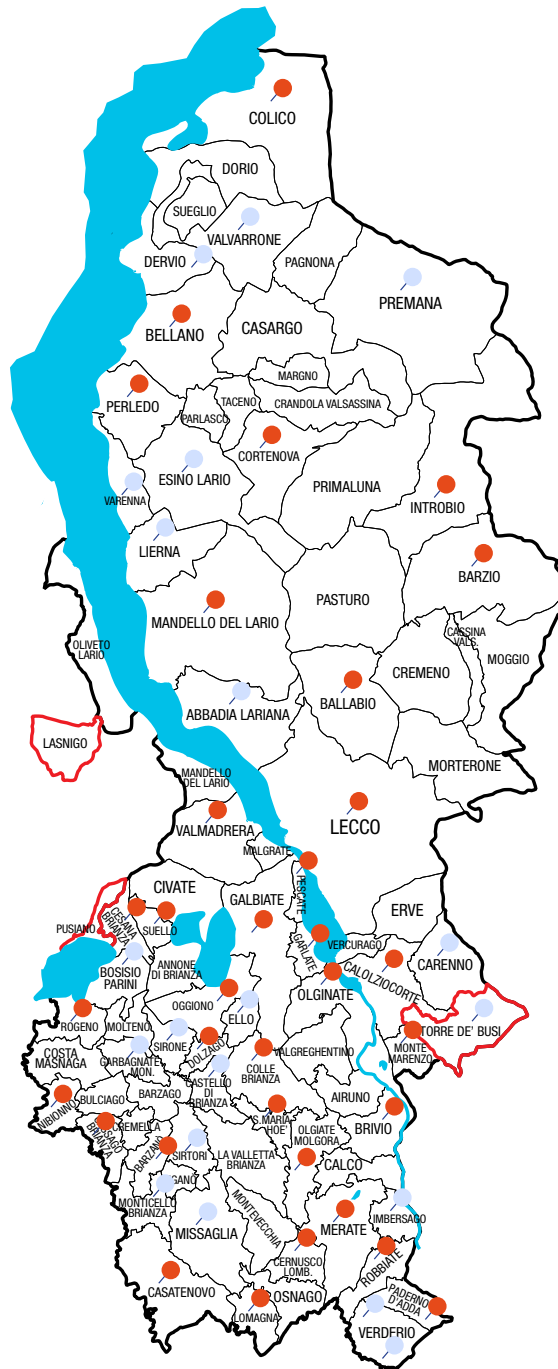 COLICO
DORIO
SUEGLIO
VALVARRONE
DERVIO
PAGNONA
PREMANA
BELLANO
CASARGO
MARGNO
TACENO
CRANDOLA VALSASSINA
PERLEDO
PARLASCO
CORTENOVA
ESINO LARIO
PRIMALUNA
VARENNA
INTROBIO
LIERNA
BARZIO
PASTURO
MANDELLO DEL LARIO
CASSINA
VALS.
OLIVETO
LARIO
CREMENO
MOGGIO
BALLABIO
ABBADIA LARIANA
LASNIGO
MORTERONE
MANDELLO
DEL LARIO
VALMADRERA
LECCO
MALGRATE
PESCATE
CIVATE
GALBIATE
ERVE
CESANA
BRIANZA
PUSIANO
SUELLO
GARLATE
VERCURAGO
CALOLZIOCORTE
CARENNO
BOSISIO
PARINI
ANNONE
DI BRIANZA
OLGINATE
OGGIONO
ELLO
ROGENO
MOLTENO
SIRONE
DOLZAGO
TORRE DE' BUSI
MONTE
MARENZO
COSTA
MASNAGA
GARBAGNATE
MON.
VALGREGHENTINO
COLLE
BRIANZA
CASTELLO
DI
BRIANZA
BARZAGO
AIRUNO
NIBIONNO
BULCIAGO
CREMELLA
S.MARIA
HOE'
BRIVIO
BRIANZA
OLGIATE
MOLGORA
BARZANO
SIRTORI
LA VALLETTA
BRIANZA
CALCO
MONTICELLO
BRIANZA
MONTEVECCHIA
IMBERSAGO
MISSAGLIA
MERATE
CERNUSCO
LOMB.
ROBBIATE
CASATENOVO
OSNAGO
LOMAGNA
PADERNO
D'ADDA
VERDERIO